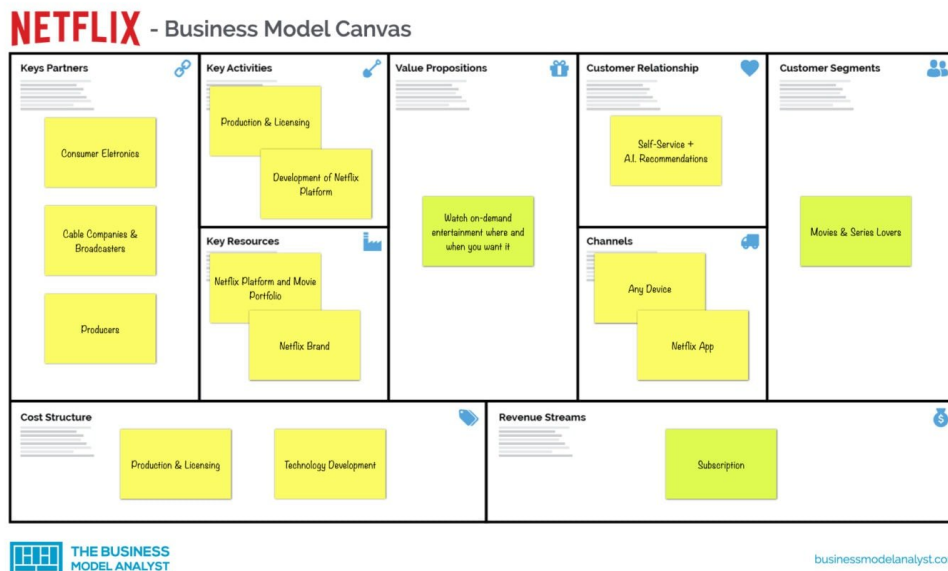 NETFLIX - Business Model Canvas
Keys Partners
Consumer Eletronics
Cable Companies &
Broadcasters
Producers
Key Activities
Production & Licensing
Development of Netflix
Platform
Key Resources
Netflix Platform and Movie
Portfolio
Netflix Brand
Value Propositions
Watch on-demand
entertainment where and
when you want it
Customer Relationship
Self-Service +
A.I. Recommendations
Channels
Any Device
Netflix App
Customer Segments
Movies & Series Lovers
Cost Structure
Production & Licensing
Technology Development
Revenue Streams
$
Subscription
THE BUSINESS
MODEL ANALYST
businessmodelanalyst.co